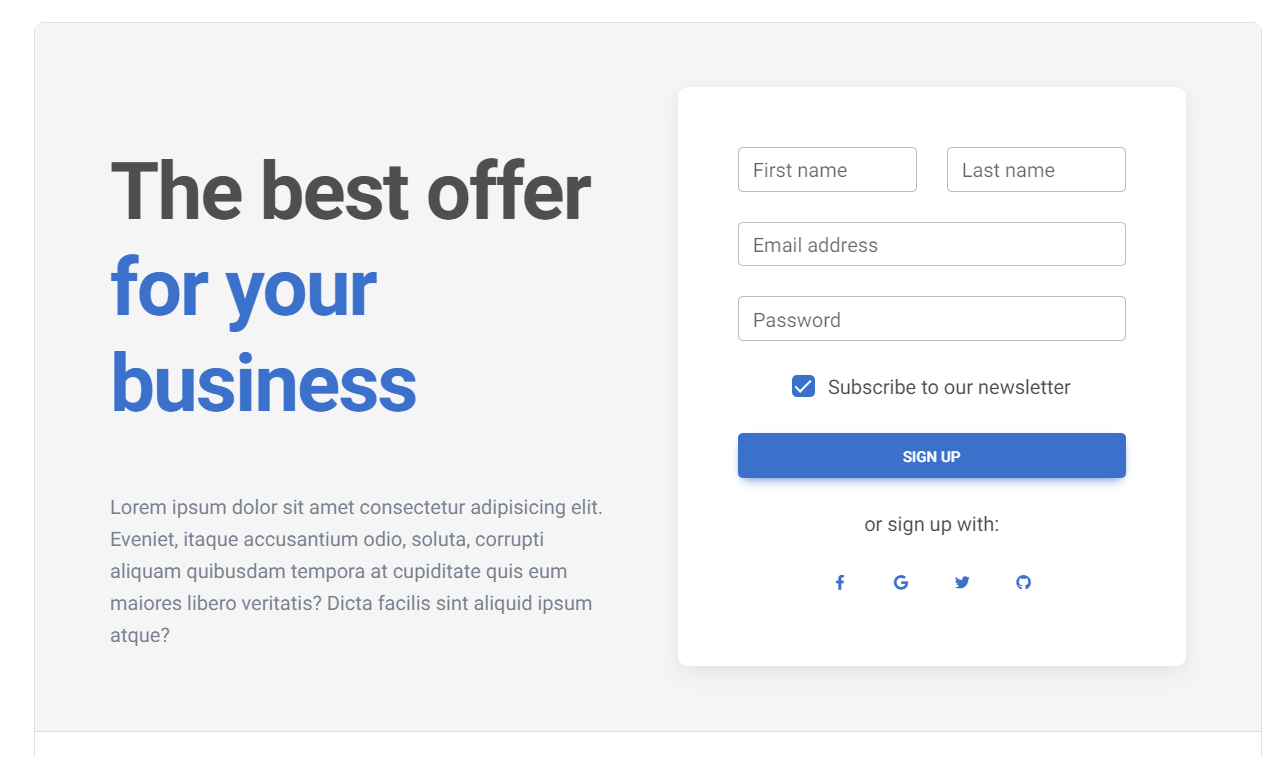 The best offer
for your
business
Lorem ipsum dolor sit amet consectetur adipisicing elit.
Eveniet, itaque accusantium odio, soluta, corrupti
aliquam quibusdam tempora at cupiditate quis eum
maiores libero veritatis? Dicta facilis sint aliquid ipsum
atque?
First name
Last name
Email address
Password
Subscribe to our newsletter
SIGN UP
or sign up with: